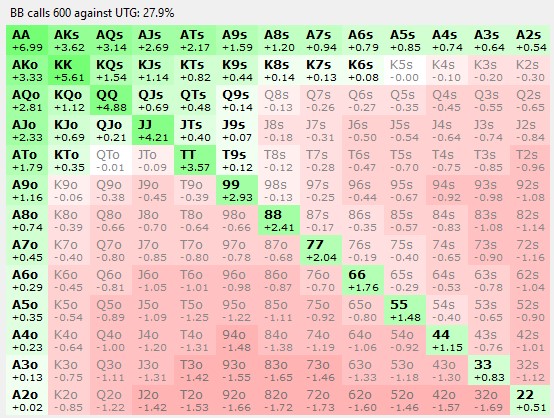 BB calls 600 against UTG: 27.9%
AA AKs AQs AJs ATs A9s A8s A7s A6s A5s A4s A3s A2s
+6.99 +3.62 +3.14 +2.69 +2.17 +1.59 +1.20 +0.94 +0.79 +0.85 +0.74 +0.64 +0.54
AKo KK KQs KJs KTs K9s K8s K7s K6s K5s K4s K3s K2s
+3.33 +5.61 +1.54 +1.14 +0.82 +0.44 +0.14 +0.13 +0.08 -0.00 -0.10 -0.20 -0.30
AQo KQo QQ QJs QTs Q9s Q8s Q7s Q6s Q5s Q4s Q3s Q2s
+2.81 +1.12 +4.88 +0.69 +0.48 +0.14 -0.13 -0.26 -0.27 -0.35 -0.45 -0.55 -0.65
AJo KJo QJo JJ JTs J9s J8s J7s J6s J5s J4s J3s J2s
+2.33 +0.69 +0.21 +4.21 +0.40 +0.07 -0.18 -0.31 -0.50 -0.54 -0.64 -0.74 -0.84
ATo KTo QTo JTo TT T9s T8s T7s T6s T5s T4s T3s T2s
+1.79 +0.35 -0.01 -0.09 +3.57 +0.12 -0.12 -0.28 -0.47 -0.70 -0.75 -0.85 -0.96
A9o K9o Q9o J9o T9o 99 98s 97s 96s 95s 94s 93s 92s
+1.16 -0.06 -0.38 -0.45 -0.39 +2.93 -0.13 -0.25 -0.44 -0.67 -0.92 -0.98 -1.08
A8o K8o Q8o J8o T8o 98o 88 87s 86s 85s 84s 83s 82s
+0.74 -0.39 -0.66 -0.70 -0.64 -0.66 +2.41 -0.17 -0.35 -0.57 -0.83 -1.08 -1.14
A7o K7o Q7o J7o T7o 97o 87o 77 76s 75s 74s 73s 72s
+0.45 -0.40 -0.80 -0.85 -0.80 -0.78 -0.68 +2.04 -0.19 -0.40 -0.65 -0.90 -1.16
A6o K6o Q6o J6o T6o 96o 86o 76o 66 65s 64s 63s 62s
+0.29 -0.45 -0.81 -1.05 -1.01 -0.98 -0.87 -0.70 +1.76 -0.29 -0.53 -0.78 -1.04
A5o K5o Q5o J5o T5o 95o 85o 75o 65o 55 54s 53s 52s
+0.35 -0.54 -0.89 -1.09 -1.25 -1.22 -1.11 -0.92 -0.80 +1.48 -0.40 -0.65 -0.90
A4o K4o Q4o J4o T4o 94o 84o 74o 64o 54o 44 43s 42s
+0.23 -0.64 -1.00 -1.20 -1.31 -1.48 -1.38 -1.19 -1.06 -0.92 +1.15 -0.76 -1.01
A3o K3o Q3o J3o T3o 93o 83o 73o 63o 53o 43o 33 32s
+0.13 -0.75 -1.11 -1.31 -1.42 -1.55 -1.65 -1.46 -1.33 -1.18 -1.30 +0.83 -1.12
A2o K2o Q2o J2o T2o 92o 82o 72o 62o 52o 42o 32o 22
+0.02 -0.85 -1.22 -1.42 -1.53 -1.66 -1.72 -1.73 -1.60 -1.46 -1.57 -1.69 +0.51